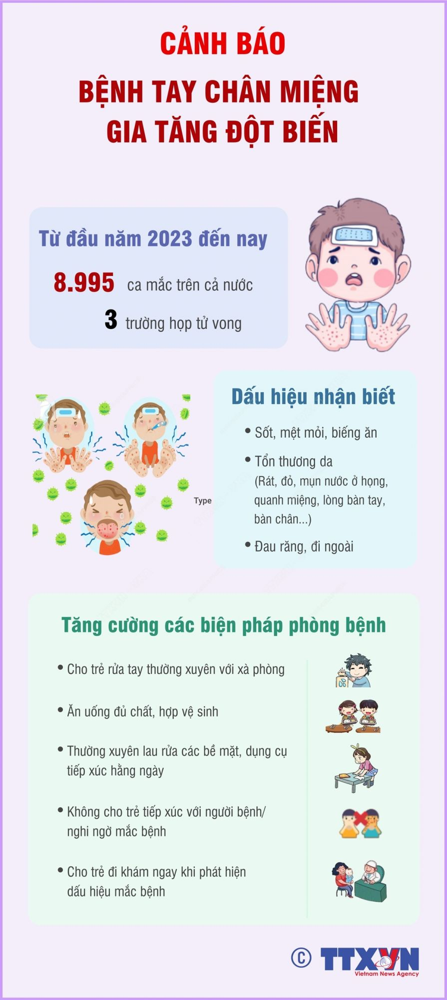 CẢNH BÁO
BỆNH TAY CHÂN MIỆNG
GIA TĂNG ĐỘT BIẾN
Từ đầu năm 2023 đến nay
8.995 ca mắc trên cả nước
3 trường họp tử vong
Dấu hiệu nhận biết
• Sốt, mệt mỏi, biếng ăn
• Tổn thương da
(Rát, đỏ, mụn nước ở họng,
quanh miệng, lòng bàn tay,
bàn chân...)
• Đau răng, đi ngoài
Type
Tăng cường các biện pháp phòng bệnh
• Cho trẻ rửa tay thường xuyên với xà phòng
• Ăn uống đủ chất, hợp vệ sinh
• Thường xuyên lau rửa các bề mặt, dụng cụ
tiếp xúc hằng ngày
• Không cho trẻ tiếp xúc với người bệnh/
nghi ngờ mắc bệnh
• Cho trẻ đi khám ngay khi phát hiện
dấu hiệu mắc bệnh
© TTXVN
Vietnam News Agency